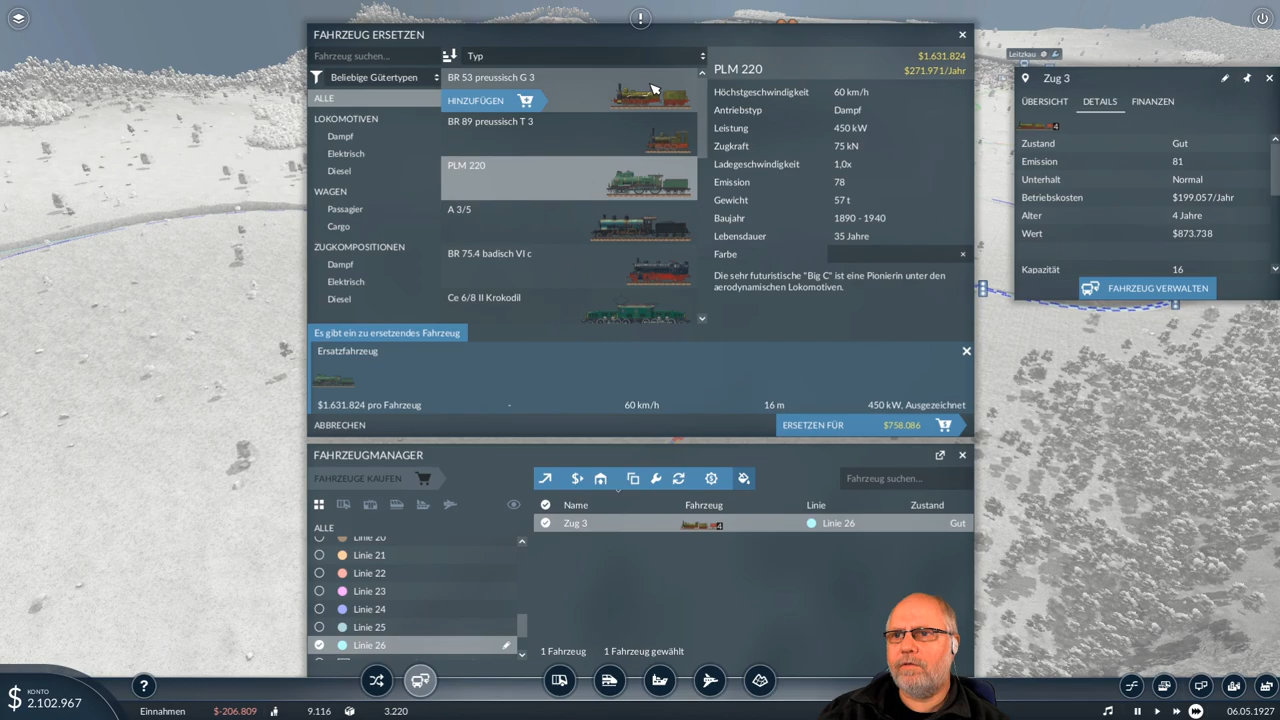 FAHRZEUG ERSETZEN
Fahrzeug suchen...
Typ
Beliebige Gütertypen
ALLE
LOKOMOTIVEN
Dampf
Elektrisch
Diesel
WAGEN
Passagier
Cargo
ZUGKOMPOSITIONEN
Dampf
Elektrisch
Diesel
BR 53 preussisch G 3
HINZUFÜGEN
BR 89 preussisch T 3
PLM 220
A 3/5
BR 75.4 badisch VI c
Ce 6/8 II Krokodil
$1.631.824
PLM 220 $271.971/Jahr
Höchstgeschwindigkeit 60 km/h
Antriebstyp Dampf
Leistung 450 kW
Zugkraft 75 kN
Ladegeschwindigkeit 1,0x
Emission 78
Gewicht 57 t
Baujahr 1890 - 1940
Lebensdauer 35 Jahre
Farbe
Die sehr futuristische "Big C" ist eine Pionierin unter den
aerodynamischen Lokomotiven.
Es gibt ein zu ersetzendes Fahrzeug
Ersatzfahrzeug
$1.631.824 pro Fahrzeug - 60 km/h 16 m 450 kW, Ausgezeichnet
ABBRECHEN
ERSETZEN FÜR $758.086
Leitzkau
Zug 3
ÜBERSICHT DETAILS FINANZEN
4
Zustand Gut
Emission 81
Unterhalt Normal
Betriebskosten $199.057/Jahr
Alter 4 Jahre
Wert $873.738
Kapazität 16
FAHRZEUG VERWALTEN
FAHRZEUGMANAGER
FAHRZEUGE KAUFEN
Fahrzeug suchen...
ALLE
Linie 20
Linie 21
Linie 22
Linie 23
Linie 24
Linie 25
Linie 26
Name Fahrzeug Linie Zustand
Zug 3 4 Linie 26 Gut
1 Fahrzeug 1 Fahrzeug gewählt
$ KONTO
2.102.967
?
Einnahmen $-206.809 9.116 3.220
06.05.1927